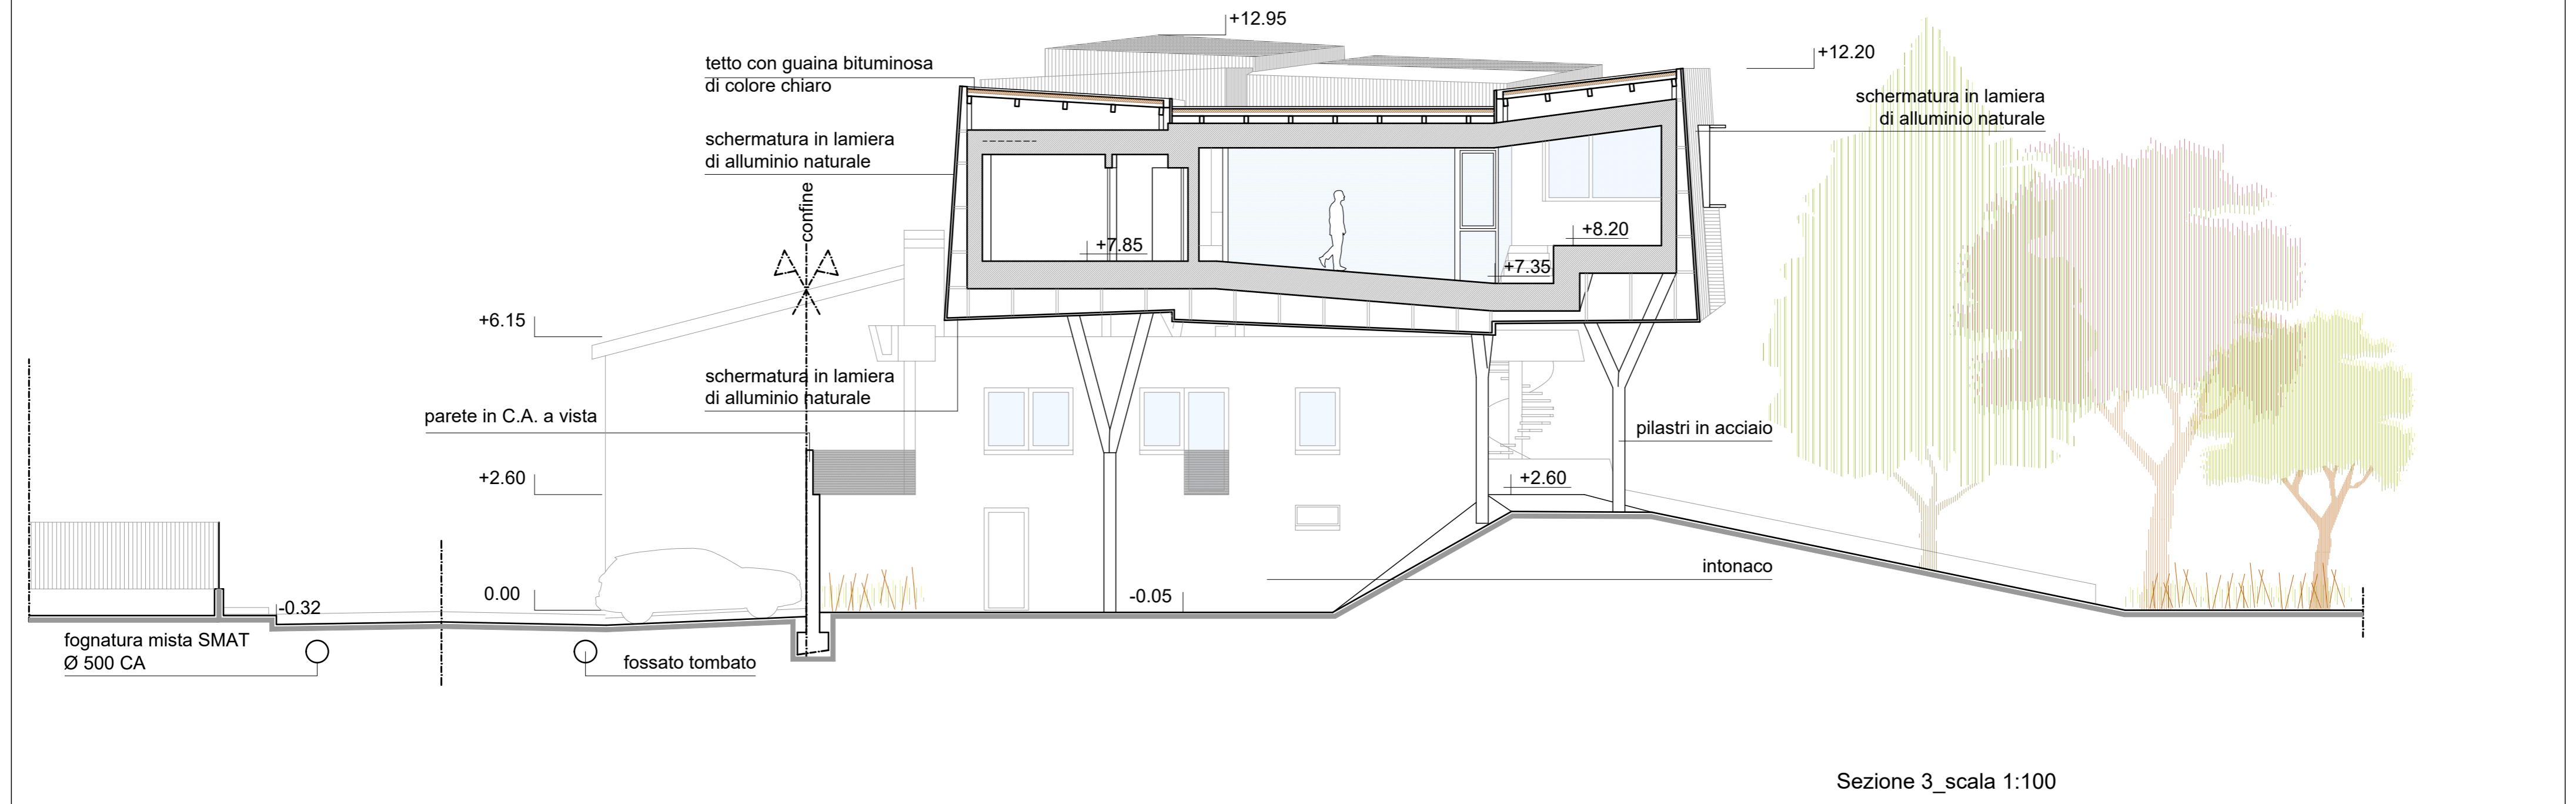 +12.95
+12.20
tetto con guaina bituminosa
di colore chiaro
schermatura in lamiera
di alluminio naturale
schermatura in lamiera
di alluminio naturale
confine
+7.85
+8.20
+7.35
+6.15
schermatura in lamiera
di alluminio naturale
parete in C.A. a vista
pilastri in acciaio
+2.60
+2.60
intonaco
0.00
-0.05
-0.32
fognatura mista SMAT
Ø 500 CA
fossato tombato
Sezione 3_scala 1:100